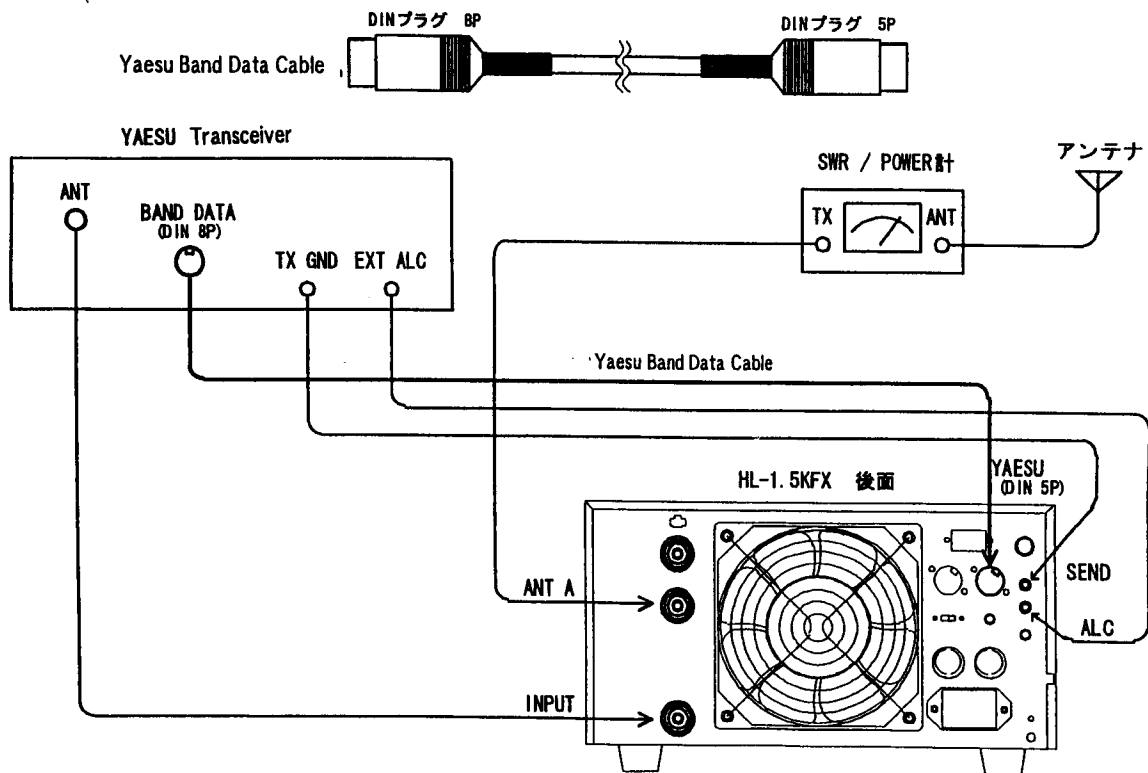 DINプラグ 8P
DINプラグ 5P
Yaesu Band Data Cable
YAESU Transceiver
SWR / POWER計
アンテナ
ANT
BAND DATA
(DIN 8P)
TX GND
EXT ALC
TX
ANT
Yaesu Band Data Cable
HL-1.5KFX 後面
YAESU
(DIN 5P)
ANT A
SEND
ALC
INPUT